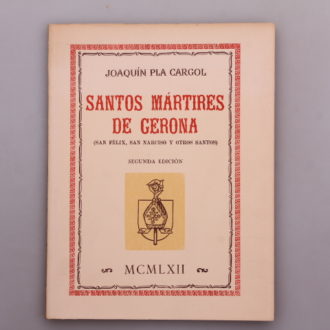 JOAQUÍN PLA CARGOL
SANTOS MÁRTIRES
DE GERONA
(SAN FÉLIX, SAN NARCISO Y OTROS SANTOS)
SEGUNDA EDICIÓN
MCMLXII